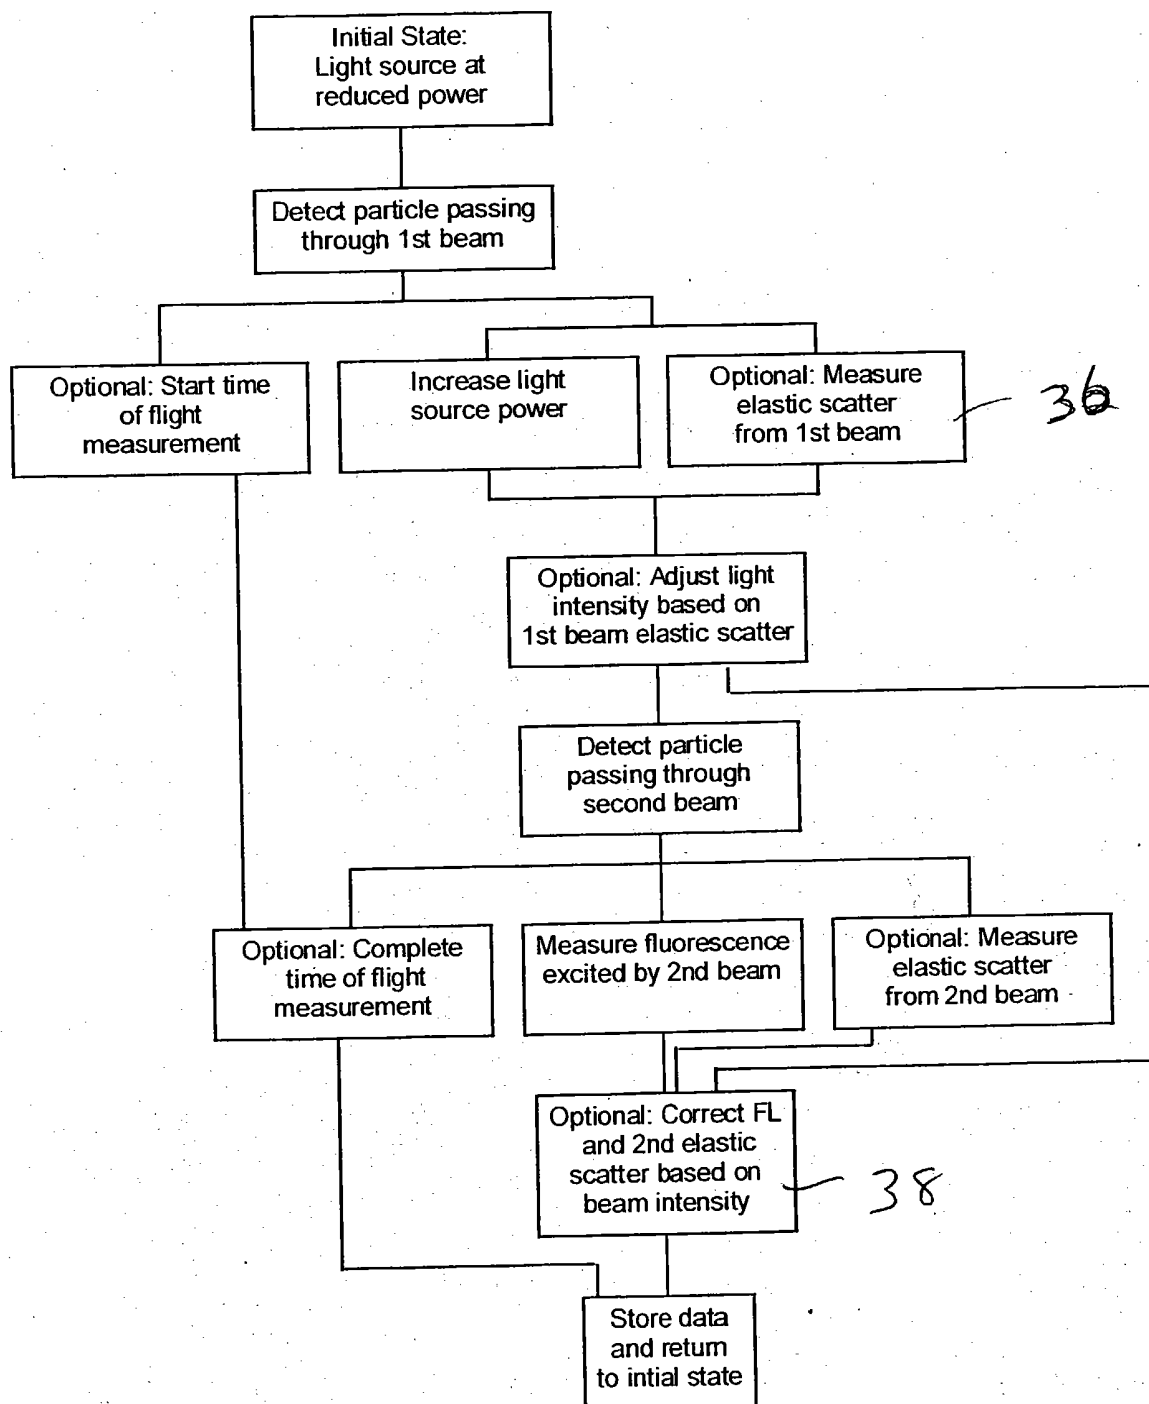 Initial State:
Light source at
reduced power
Detect particle passing
through 1st beam
Optional: Start time
of flight
measurement
Increase light
source power
Optional: Measure
elastic scatter
from 1st beam
36
Optional: Adjust light
intensity based on
1st beam elastic scatter
Detect particle
passing through
second beam
Optional: Complete
time of flight
measurement
Measure fluorescence
excited by 2nd beam
Optional: Measure
elastic scatter
from 2nd beam
Optional: Correct FL
and 2nd elastic
scatter based on
beam intensity
38
Store data
and return
to intial state